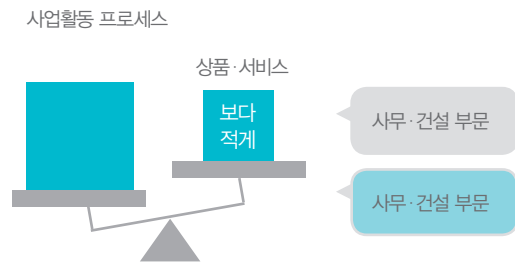 사업활동 프로세스
상품·서비스
보다
적게
사무·건설 부문
사무·건설 부문